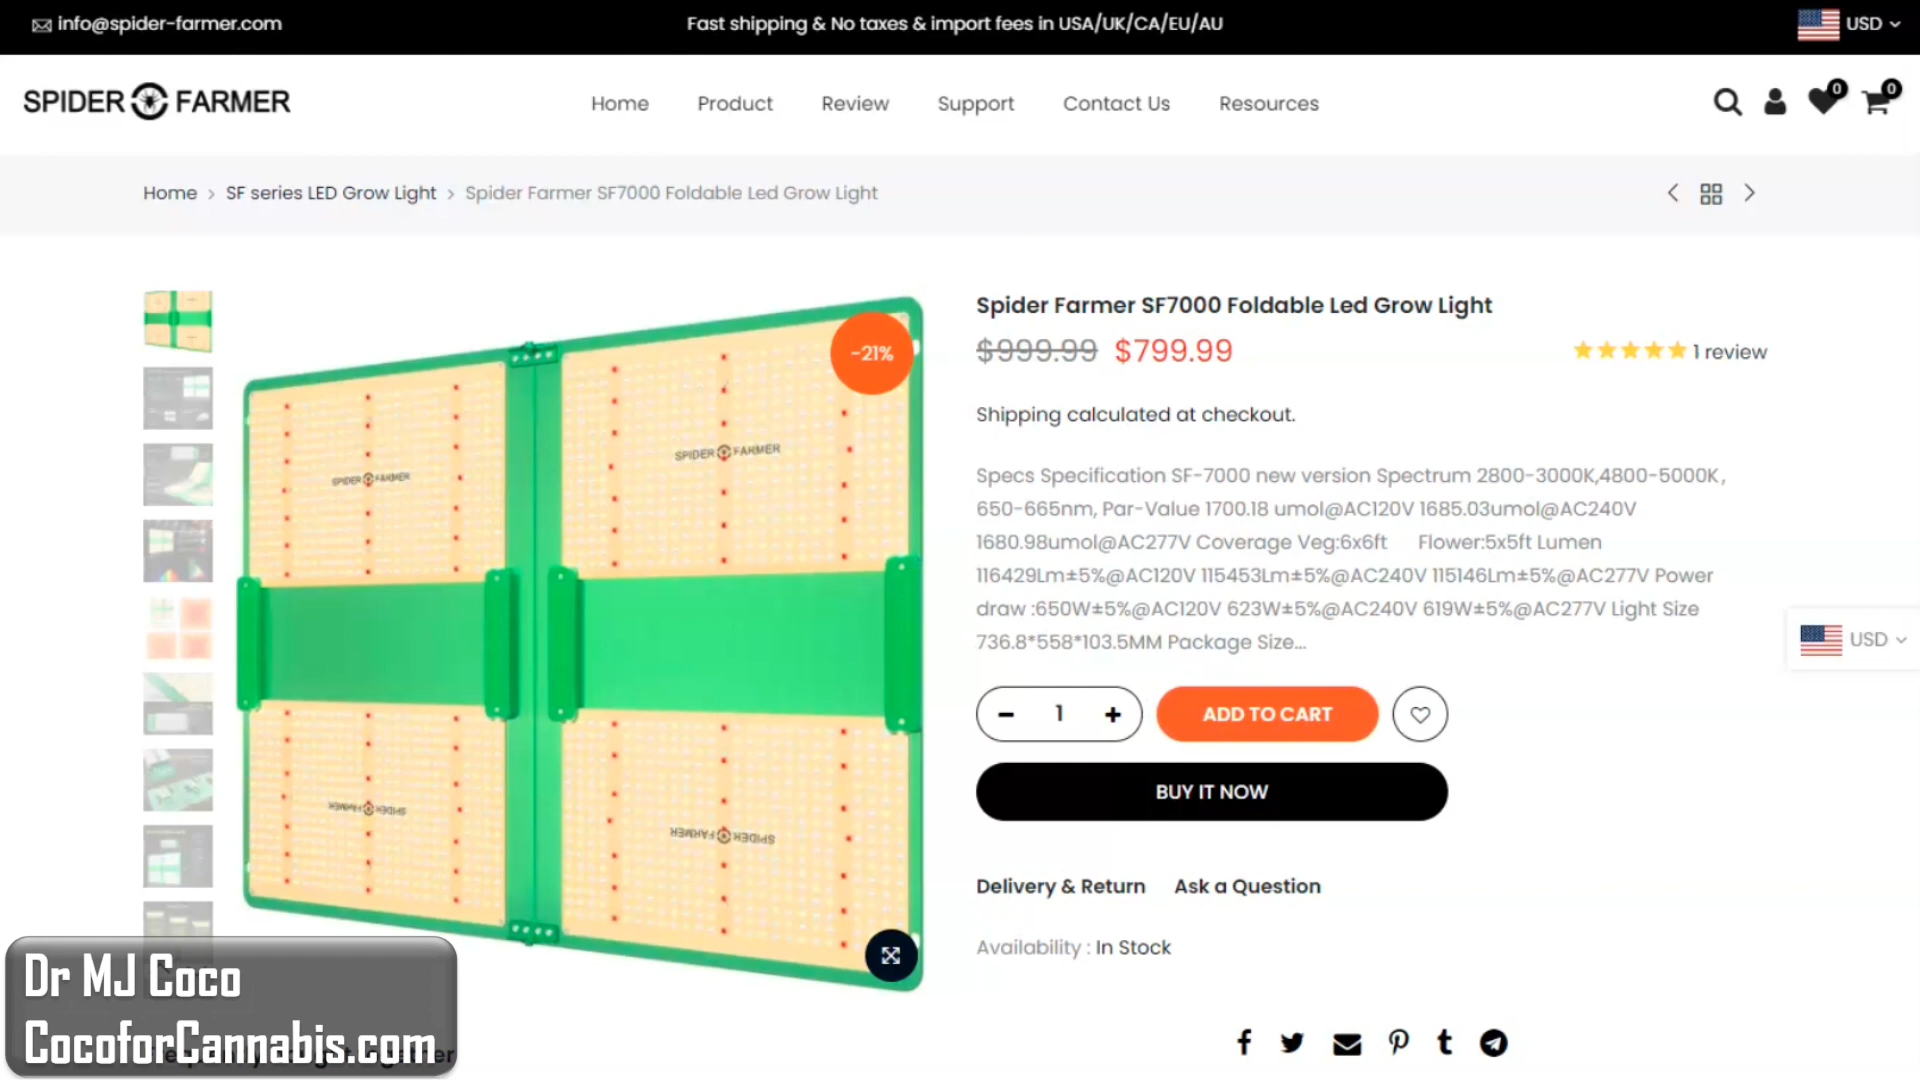 info@spider-farmer.com
Fast shipping & No taxes & import fees in USA/UK/CA/EU/AU
USD
SPIDER FARMER
Home
Product
Review
Support
Contact Us
Resources
0
0
Home > SF series LED Grow Light > Spider Farmer SF7000 Foldable Led Grow Light
-21%
SPIDER FARMER
SPIDER FARMER
SPIDER FARMER
SPIDER FARMER
Spider Farmer SF7000 Foldable Led Grow Light
$999.99 $799.99
1 review
Shipping calculated at checkout.
Specs Specification SF-7000 new version Spectrum 2800-3000K,4800-5000K,
650-665nm, Par-Value 1700.18 umol@AC120V 1685.03umol@AC240V
1680.98umol@AC277V Coverage Veg:6x6ft Flower:5x5ft Lumen
116429Lm±5%@AC120V 115453Lm±5%@AC240V 115146Lm±5%@AC277V Power
draw :650W±5%@AC120V 623W±5%@AC240V 619W±5%@AC277V Light Size
736.8*558*103.5MM Package Size...
USD
- 1 +
ADD TO CART
BUY IT NOW
Delivery & Return
Ask a Question
Availability : In Stock
Dr MJ Coco
CocoforCannabis.com